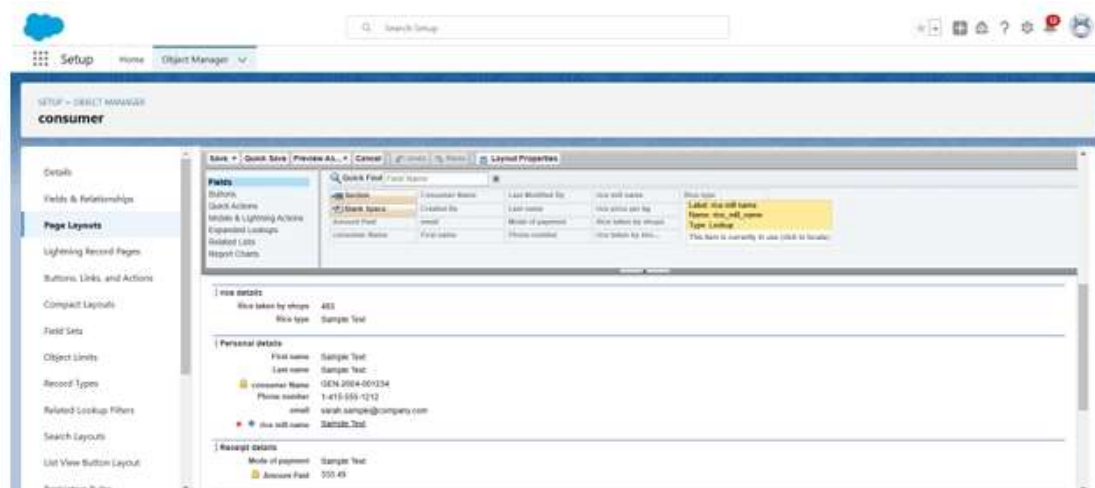 Search Setup
12
Setup Home Object Manager
SETUP > OBJECT MANAGER
consumer
Details
Fields & Relationships
Page Layouts
Lightning Record Pages
Buttons, Links, and Actions
Compact Layouts
Field Sets
Object Limits
Record Types
Related Lookup Filters
Search Layouts
List View Button Layout
Save Quick Save Preview As... Cancel Undo Redo Layout Properties
Fields
Buttons
Quick Actions
Mobile & Lightning Actions
Expanded Lookups
Related Lists
Report Charts
Quick Find Field Name
Section Consumer Name Last Modified By rice mill name Rice type
Blank Space Created By Last name rice price per kg
Amount Paid email Mode of payment Rice taken by shops
consumer Name First name Phone number rice taken by
Label: rice mill name
Name: rice_mill_name
Type: Lookup
This item is currently in use (click to locate)
rice details
Rice taken by shops 483
Rice type Sample Text
Personal details
First name Sample Text
Last name Sample Text
consumer Name GEN-2004-001234
Phone number 1-415-555-1212
email sarah.sample@company.com
rice mill name Sample Text
Receipt details
Mode of payment Sample Text
Amount Paid 555.49